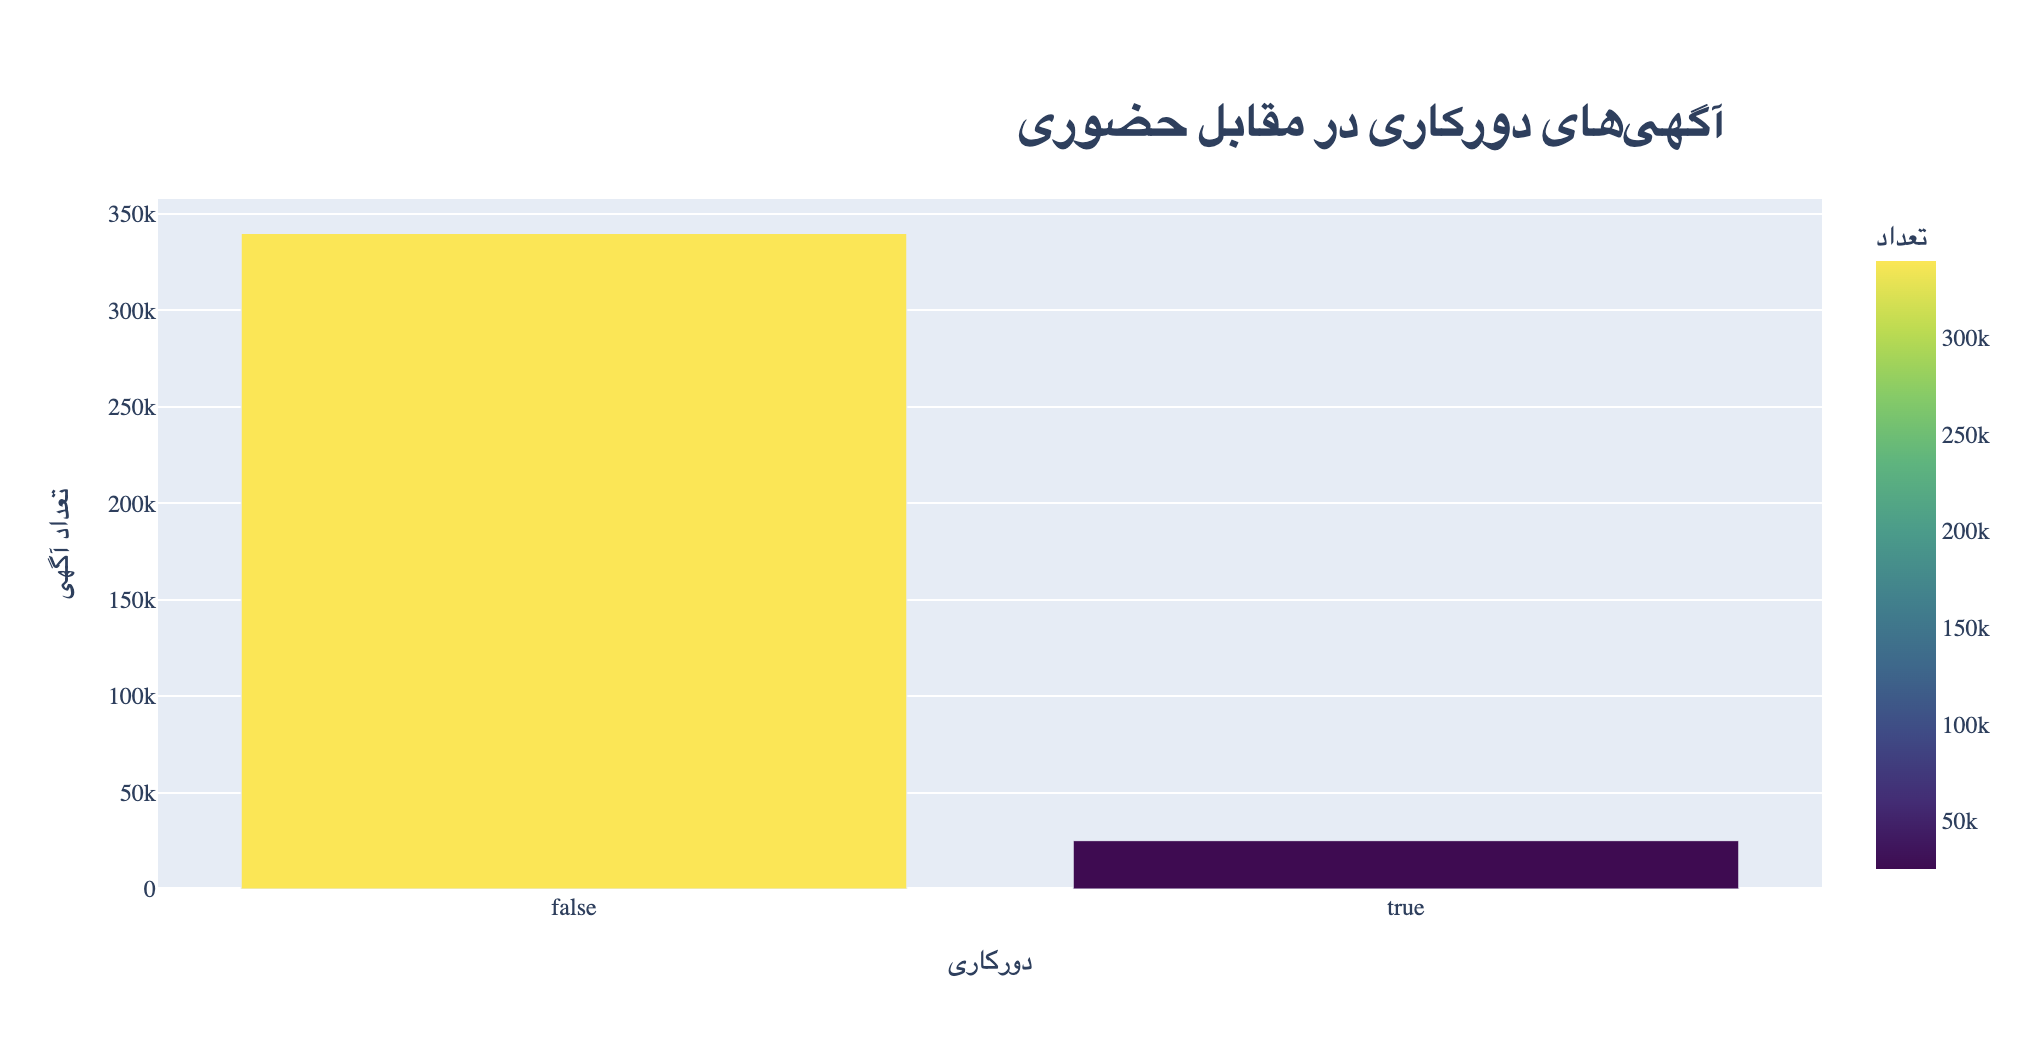 آگهی‌های دورکاری در مقابل حضوری
350k
300k
250k
200k
150k
100k
50k
0
تعداد آگهی
false
true
دورکاری
تعداد
300k
250k
200k
150k
100k
50k